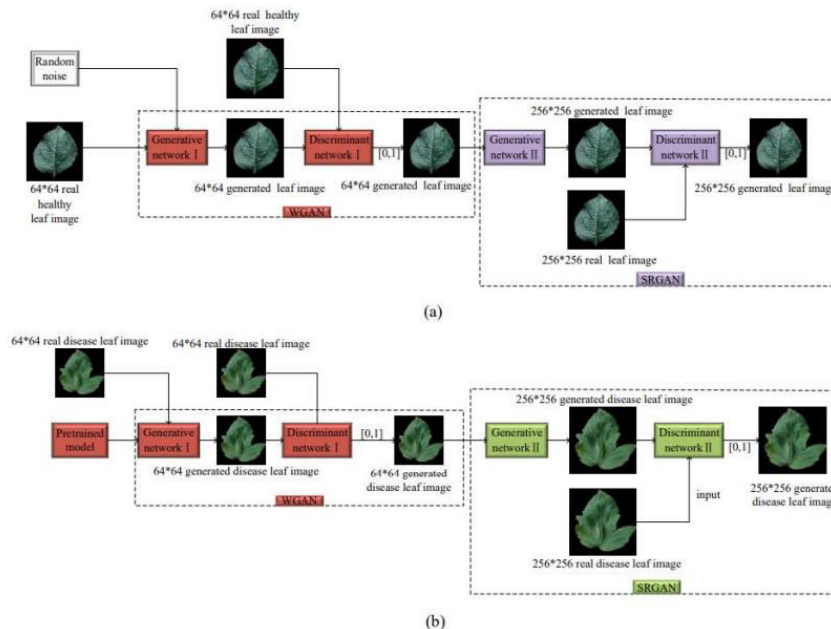 64*64 real healthy
leaf image
Random
noise
256*256 generated leaf image
Generative
network Ⅰ
Discriminant
network Ⅰ
[0,1]
Generative
network Ⅱ
Discriminant
network Ⅱ
[0,1]
64*64 real
healthy
leaf image
64*64 generated leaf image
64*64 generated leaf image
256*256 generated leaf image
WGAN
256*256 real leaf image
SRGAN
(a)
64*64 real disease leaf image
64*64 real disease leaf image
256*256 generated disease leaf image
Pretrained
model
Generative
network Ⅰ
Discriminant
network Ⅰ
[0,1]
Generative
network Ⅱ
Discriminant
network Ⅱ
[0,1]
64*64 generated disease leaf image
64*64 generated
disease leaf image
256*256 generated
disease leaf image
WGAN
input
256*256 real disease leaf image
SRGAN
(b)